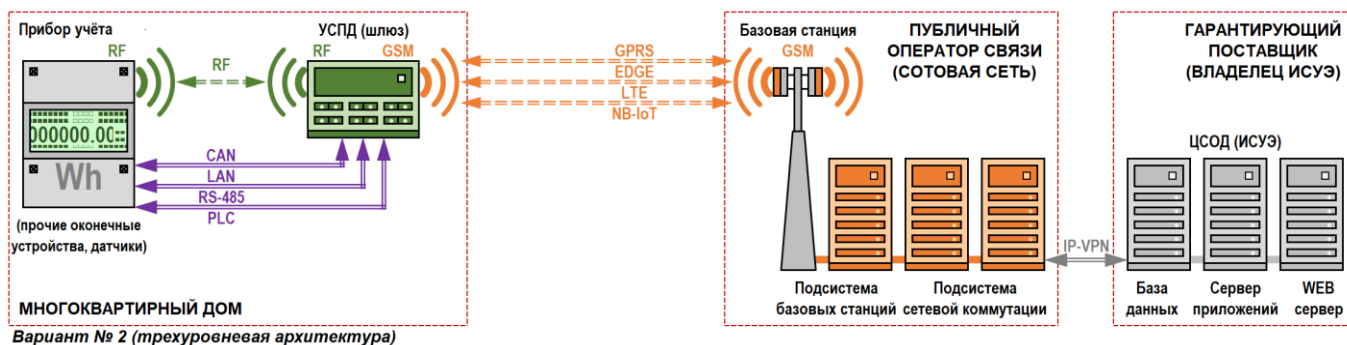 Прибор учёта
RF
RF
УСПД (шлюз)
RF
GSM
000000.00
Wh
CAN
LAN
RS-485
PLC
(прочие оконечные
устройства, датчики)
МНОГОКВАРТИРНЫЙ ДОМ
GPRS
EDGE
LTE
NB-IoT
Базовая станция
GSM
ПУБЛИЧНЫЙ
ОПЕРАТОР СВЯЗИ
(СОТОВАЯ СЕТЬ)
Подсистема
базовых станций
Подсистема
сетевой коммутации
IP-VPN
ГАРАНТИРУЮЩИЙ
ПОСТАВЩИК
(ВЛАДЕЛЕЦ ИСУЭ)
ЦСОД (ИСУЭ)
База
данных
Сервер
приложений
WEB
сервер
Вариант № 2 (трехуровневая архитектура)